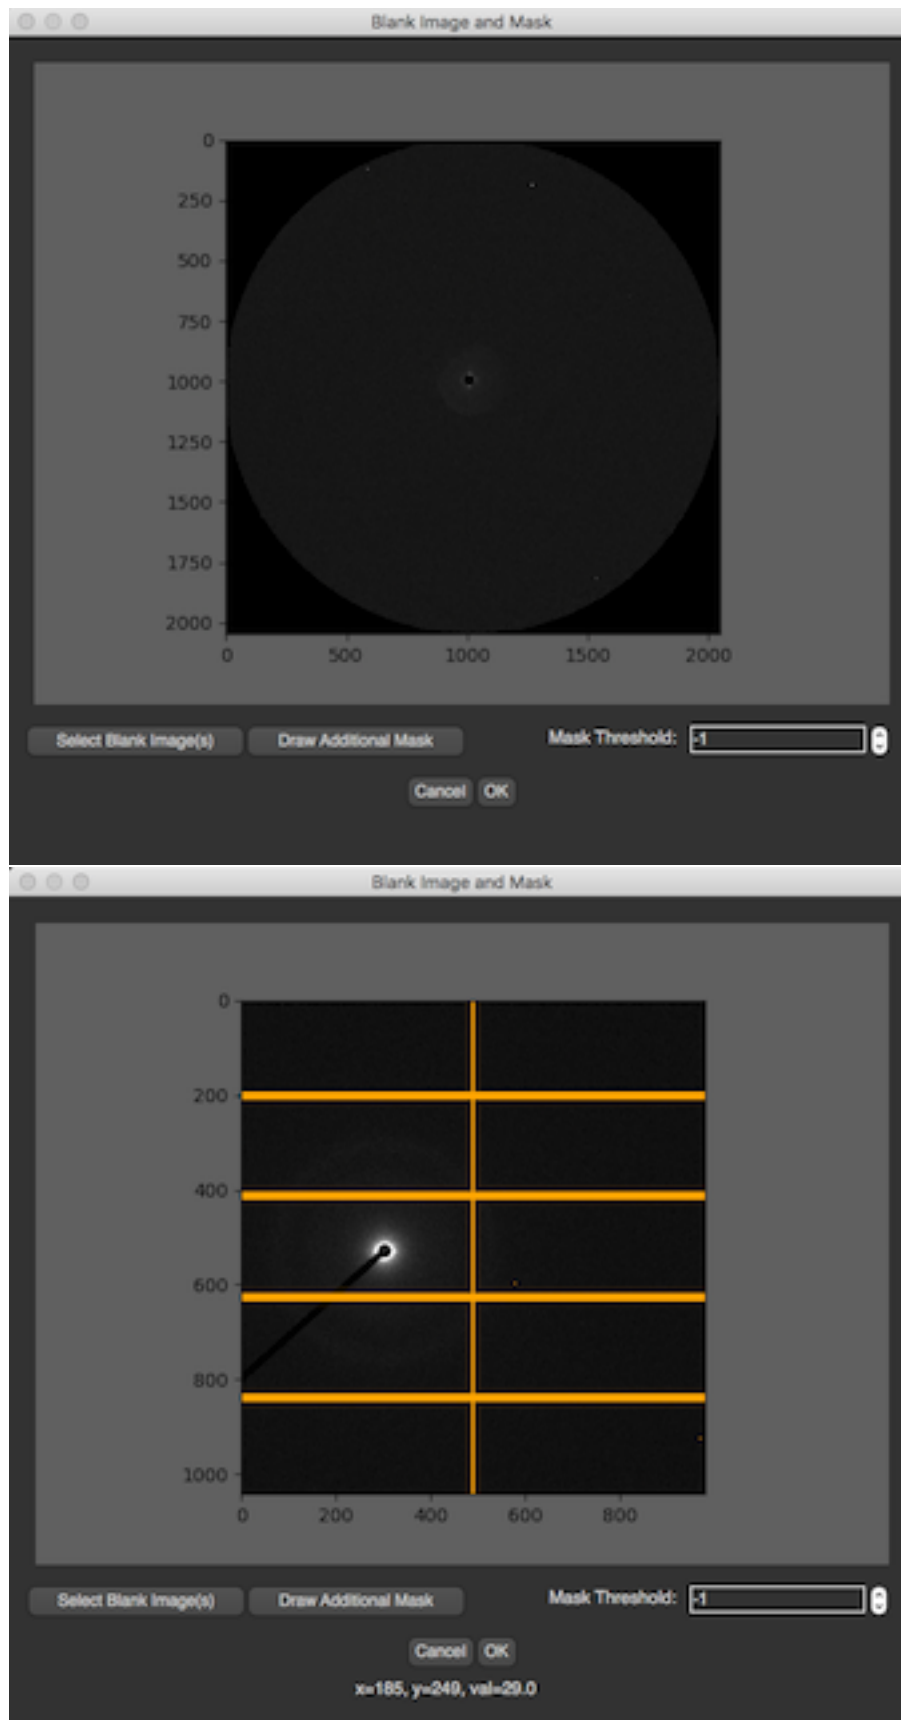 Blank Image and Mask
0
250
500
750
1000
1250
1500
1750
2000
0 500 1000 1500 2000
Select Blank Image(s) Draw Additional Mask Mask Threshold: -1
Cancel OK
Blank Image and Mask
0
200
400
600
800
1000
0 200 400 600 800
Select Blank Image(s) Draw Additional Mask Mask Threshold: -1
Cancel OK
x=185, y=249, val=29.0